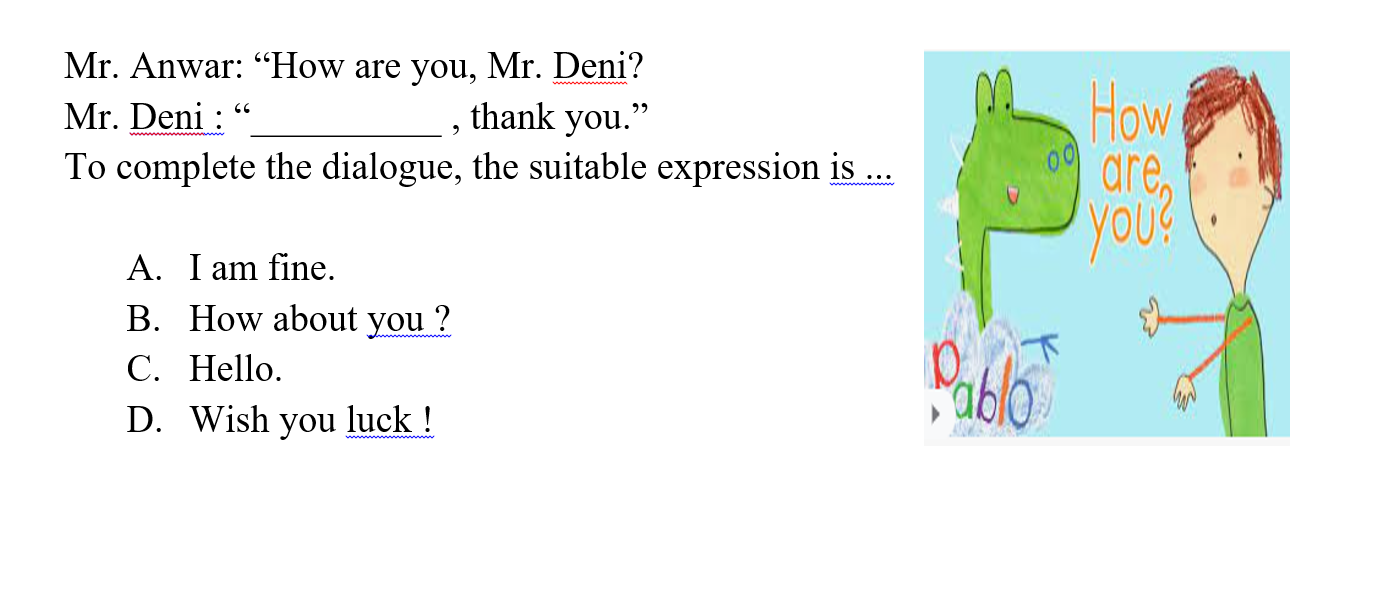 Mr. Anwar: “How are you, Mr. Deni?
Mr. Deni : “__________ , thank you.”
To complete the dialogue, the suitable expression is ...
A. I am fine.
B. How about you ?
C. Hello.
D. Wish you luck !
How
are
you?
pablo